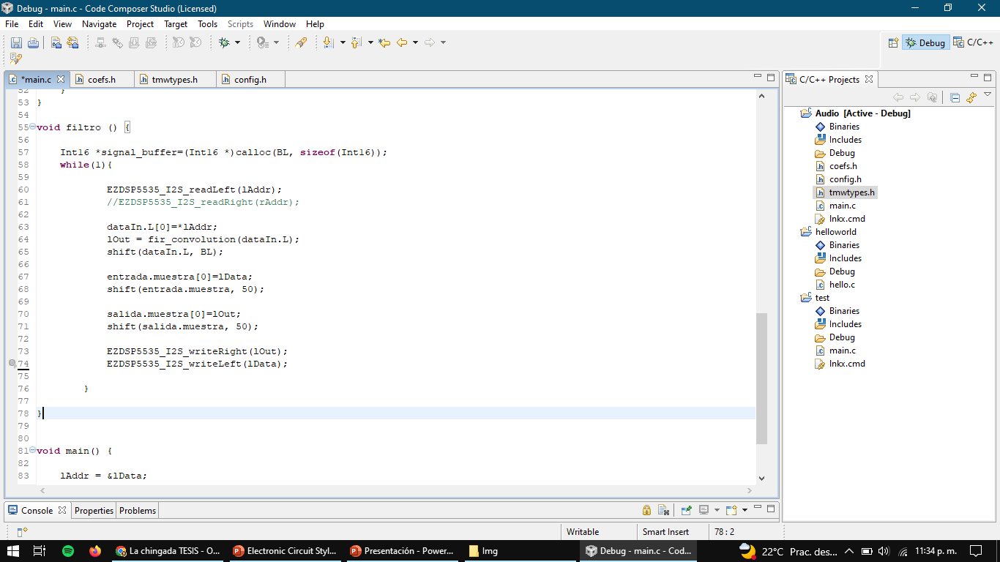 Debug - main.c - Code Composer Studio (Licensed)
File Edit View Navigate Project Target Tools Scripts Window Help
Debug C/C++
*main.c coefs.h tmwtypes.h config.h
52 }
53 }
54
55 void filtro () {
56
57 Int16 *signal_buffer=(Int16 *)calloc(BL, sizeof(Int16));
58 while(1){
59
60 EZDSP5535_I2S_readLeft(lAddr);
61 //EZDSP5535_I2S_readRight(rAddr);
62
63 dataIn.L[0]=*lAddr;
64 lOut = fir_convolution(dataIn.L);
65 shift(dataIn.L, BL);
66
67 entrada.muestra[0]=lData;
68 shift(entrada.muestra, 50);
69
70 salida.muestra[0]=lOut;
71 shift(salida.muestra, 50);
72
73 EZDSP5535_I2S_writeRight(lOut);
74 EZDSP5535_I2S_writeLeft(lData);
75
76 }
77
78 }
79
80
81 void main() {
82
83 lAddr = &lData;
C/C++ Projects
Audio [Active - Debug]
Binaries
Includes
Debug
coefs.h
config.h
tmwtypes.h
main.c
lnkx.cmd
helloworld
Binaries
Includes
Debug
hello.c
test
Binaries
Includes
Debug
main.c
lnkx.cmd
Console Properties Problems
Writable Smart Insert 78 : 2
La chingada TESIS - O... Electronic Circuit Styl... Presentación - Power... Img Debug - main.c - Cod... 22°C Prac. des... 11:34 p. m.